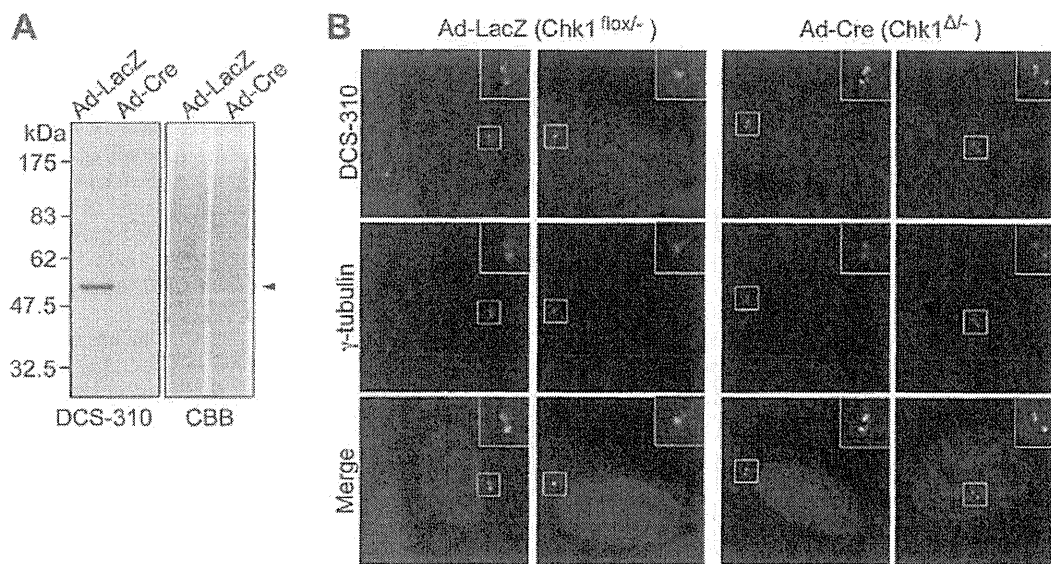 A
Ad-LacZ
Ad-Cre
Ad-LacZ
Ad-Cre
kDa
175
83
62
47.5
32.5
DCS-310
CBB
B
Ad-LacZ (Chk1 flox/- )
Ad-Cre (Chk1 Δ/- )
DCS-310
γ-tubulin
Merge